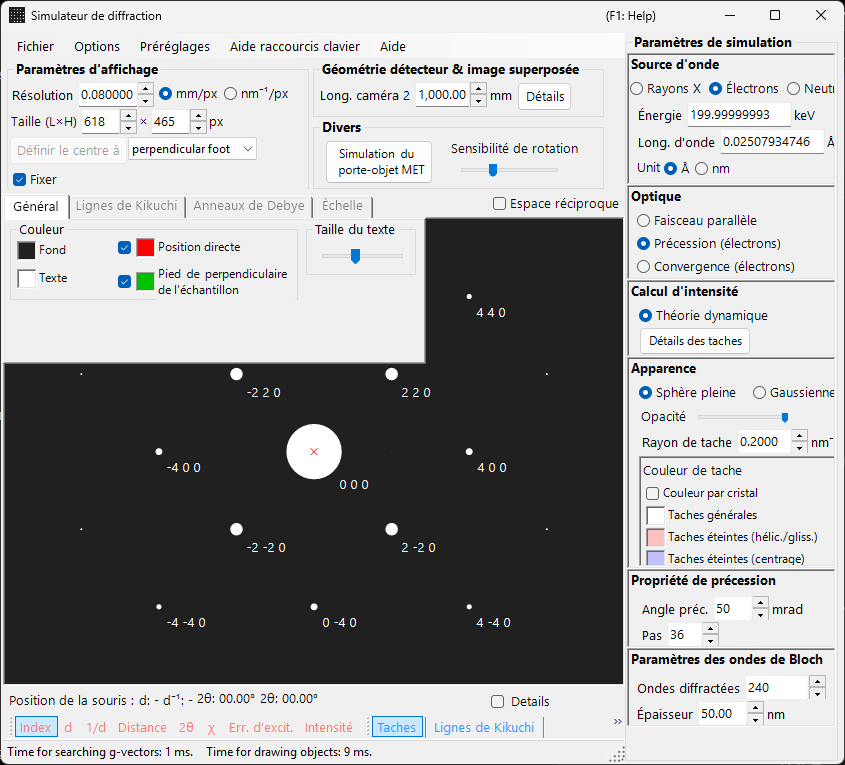 Simulateur de diffraction
(F1: Help)
Fichier Options Préréglages Aide raccourcis clavier Aide
Paramètres d'affichage
Résolution 0.080000 mm/px nm⁻¹/px
Taille (L×H) 618 × 465 px
Définir le centre à perpendicular foot
Fixer
Géométrie détecteur & image superposée
Long. caméra 2 1,000.00 mm Détails
Divers
Simulation du
porte-objet MET
Sensibilité de rotation
Général Lignes de Kikuchi Anneaux de Debye Échelle
Espace réciproque
Couleur
Fond
Texte
Position directe
Pied de perpendiculaire
de l'échantillon
Taille du texte
4 4 0
-2 2 0 2 2 0
-4 0 0 4 0 0
0 0 0
-2 -2 0 2 -2 0
-4 -4 0 0 -4 0 4 -4 0
Position de la souris : d: - d⁻¹: - 2θ: 00.00° 2θ: 00.00°
Details
Index d 1/d Distance 2θ χ Err. d'excit. Intensité Taches Lignes de Kikuchi »
Time for searching g-vectors: 1 ms. Time for drawing objects: 9 ms.
Paramètres de simulation
Source d'onde
Rayons X Électrons Neutr
Énergie 199.99999993 keV
Long. d'onde 0.02507934746 Å
Unit Å nm
Optique
Faisceau parallèle
Précession (électrons)
Convergence (électrons)
Calcul d'intensité
Théorie dynamique
Détails des taches
Apparence
Sphère pleine Gaussienne
Opacité
Rayon de tache 0.2000 nm⁻
Couleur de tache
Couleur par cristal
Taches générales
Taches éteintes (hélic./gliss.)
Taches éteintes (centrage)
Propriété de précession
Angle préc. 50 mrad
Pas 36
Paramètres des ondes de Bloch
Ondes diffractées 240
Épaisseur 50.00 nm